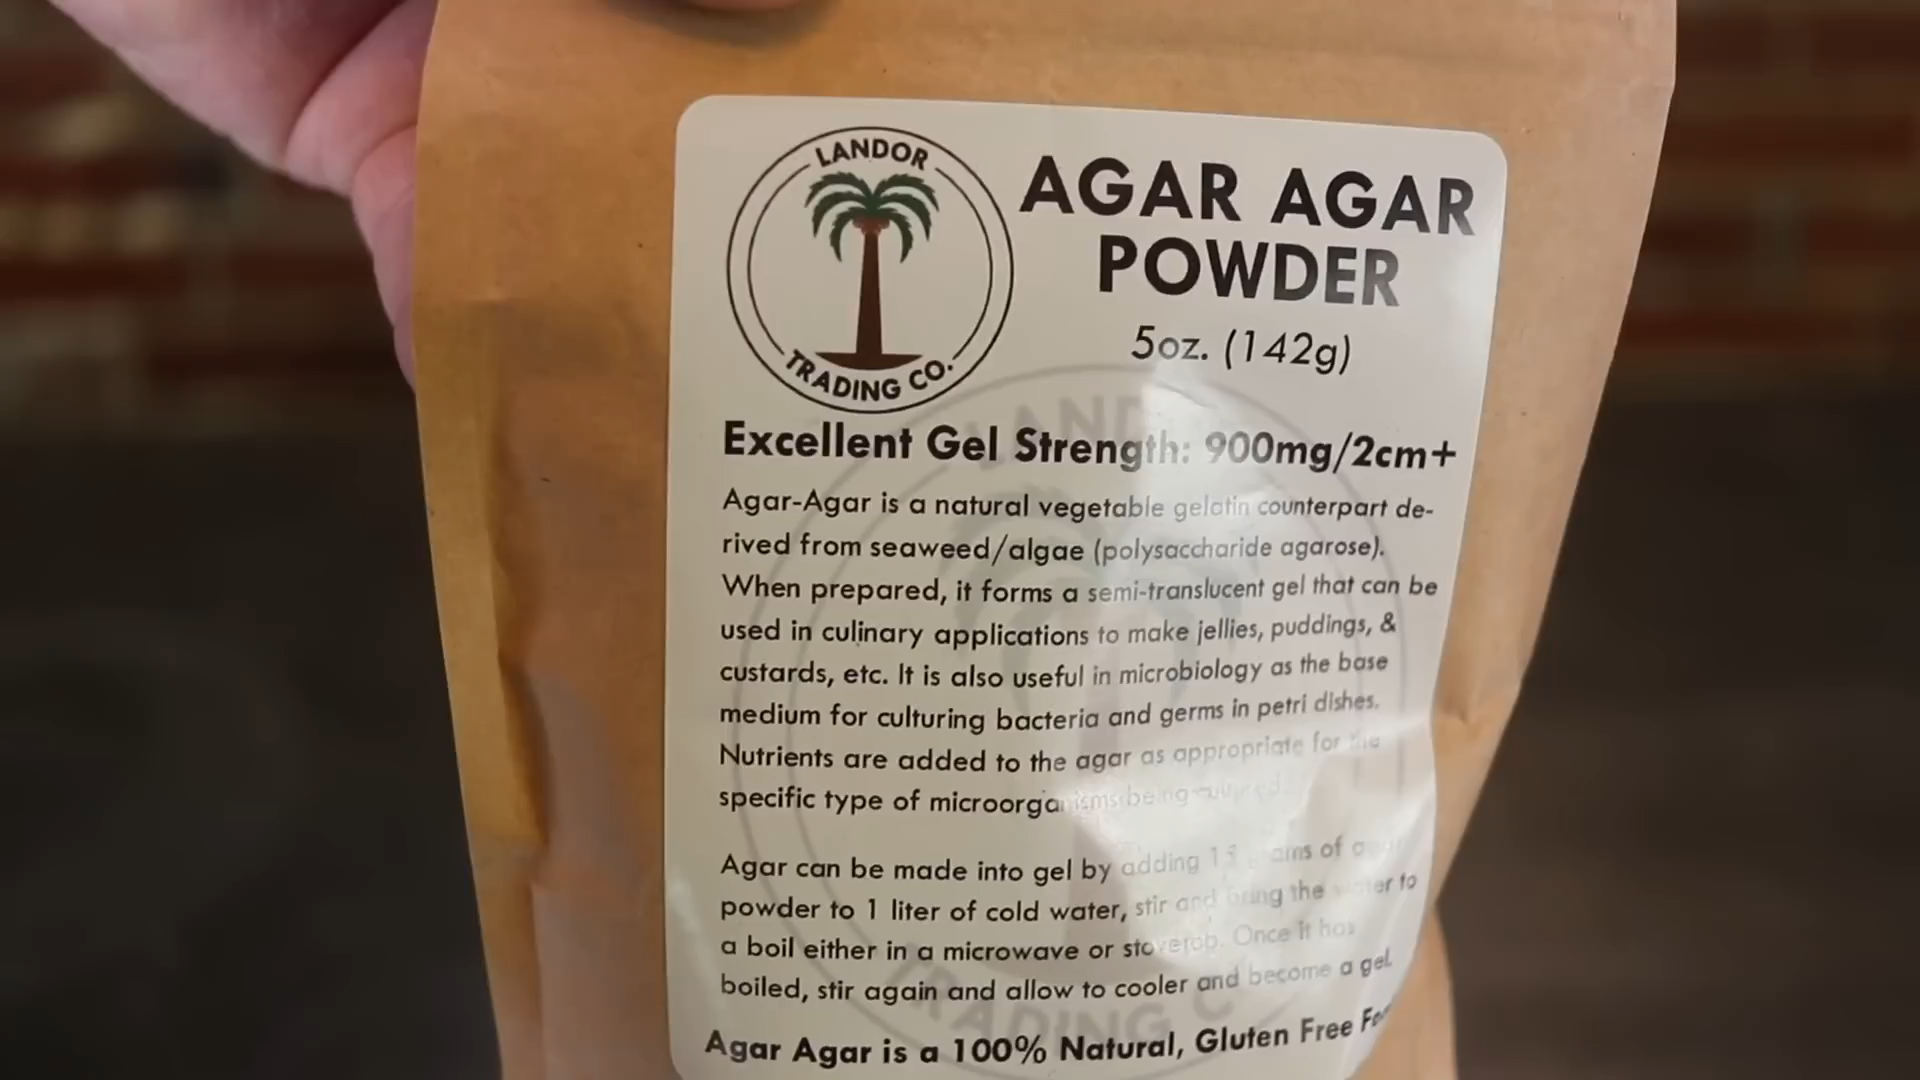 LANDOR
TRADING CO.
AGAR AGAR
POWDER
5oz. (142g)
Excellent Gel Strength: 900mg/2cm+
Agar-Agar is a natural vegetable gelatin counterpart de-
rived from seaweed/algae (polysaccharide agarose).
When prepared, it forms a semi-translucent gel that can be
used in culinary applications to make jellies, puddings, &
custards, etc. It is also useful in microbiology as the base
medium for culturing bacteria and germs in petri dishes.
Nutrients are added to the agar as appropriate for the
specific type of microorganisms being
Agar can be made into gel by adding 15 of
powder to 1 liter of cold water, stir and bring the water to
a boil either in a microwave or stovetop. Once it has
boiled, stir again and allow to cooler and become a gel.
Agar Agar is a 100% Natural, Gluten Free